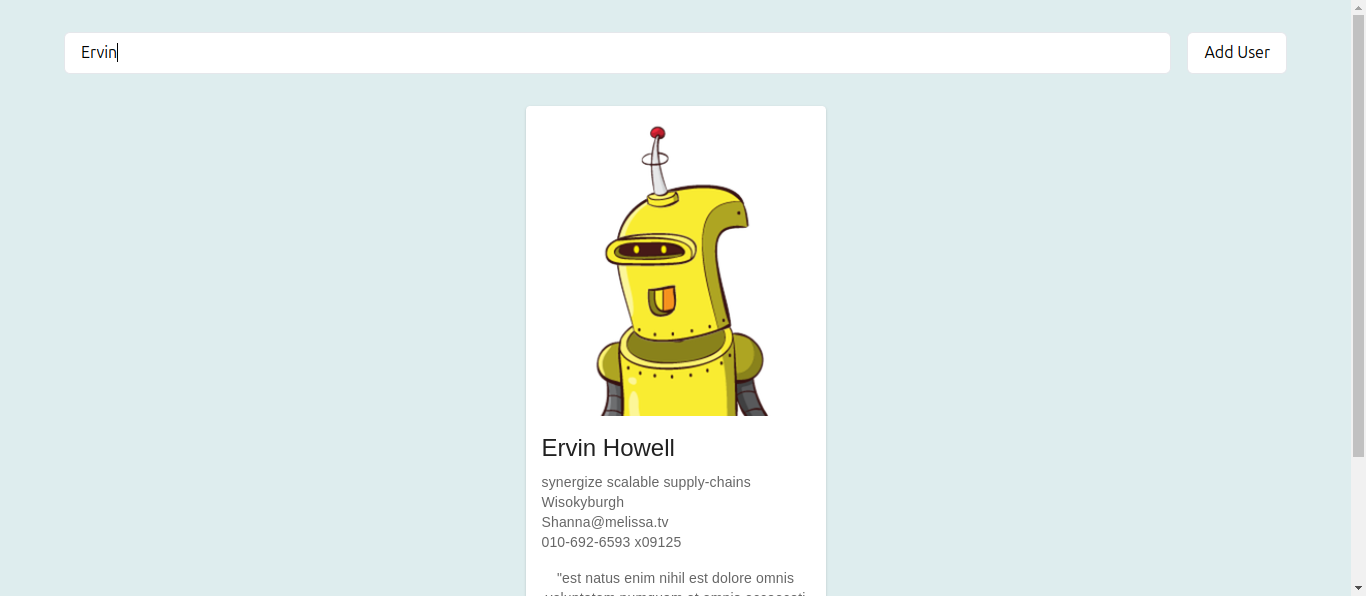 Ervin
Add User
Ervin Howell
synergize scalable supply-chains
Wisokyburgh
Shanna@melissa.tv
010-692-6593 x09125
"est natus enim nihil est dolore omnis